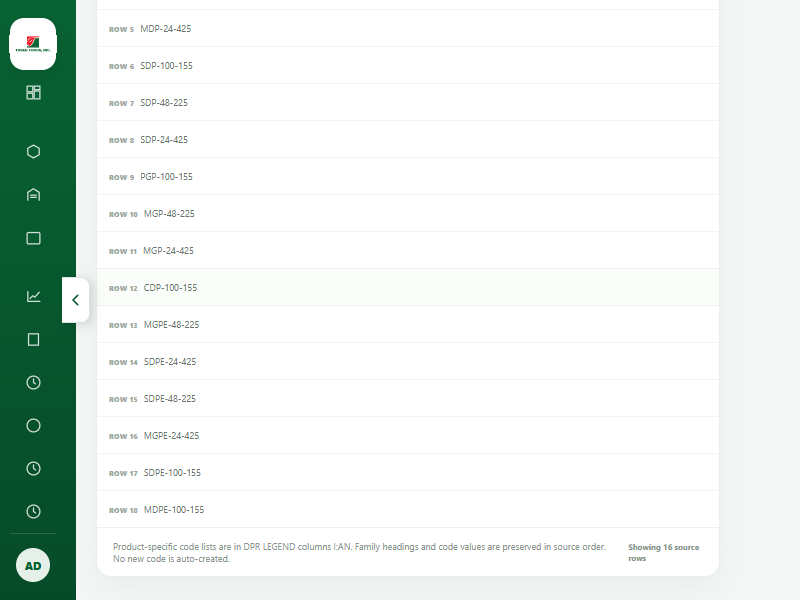 ROW 5 MDP-24-425
ROW 6 SDP-100-155
ROW 7 SDP-48-225
ROW 8 SDP-24-425
ROW 9 PGP-100-155
ROW 10 MGP-48-225
ROW 11 MGP-24-425
ROW 12 CDP-100-155
ROW 13 MGPE-48-225
ROW 14 SDPE-24-425
ROW 15 SDPE-48-225
ROW 16 MGPE-24-425
ROW 17 SDPE-100-155
ROW 18 MDPE-100-155
Product-specific code lists are in DPR LEGEND columns I:AN. Family headings and code values are preserved in source order.
No new code is auto-created.
Showing 16 source
rows
AD